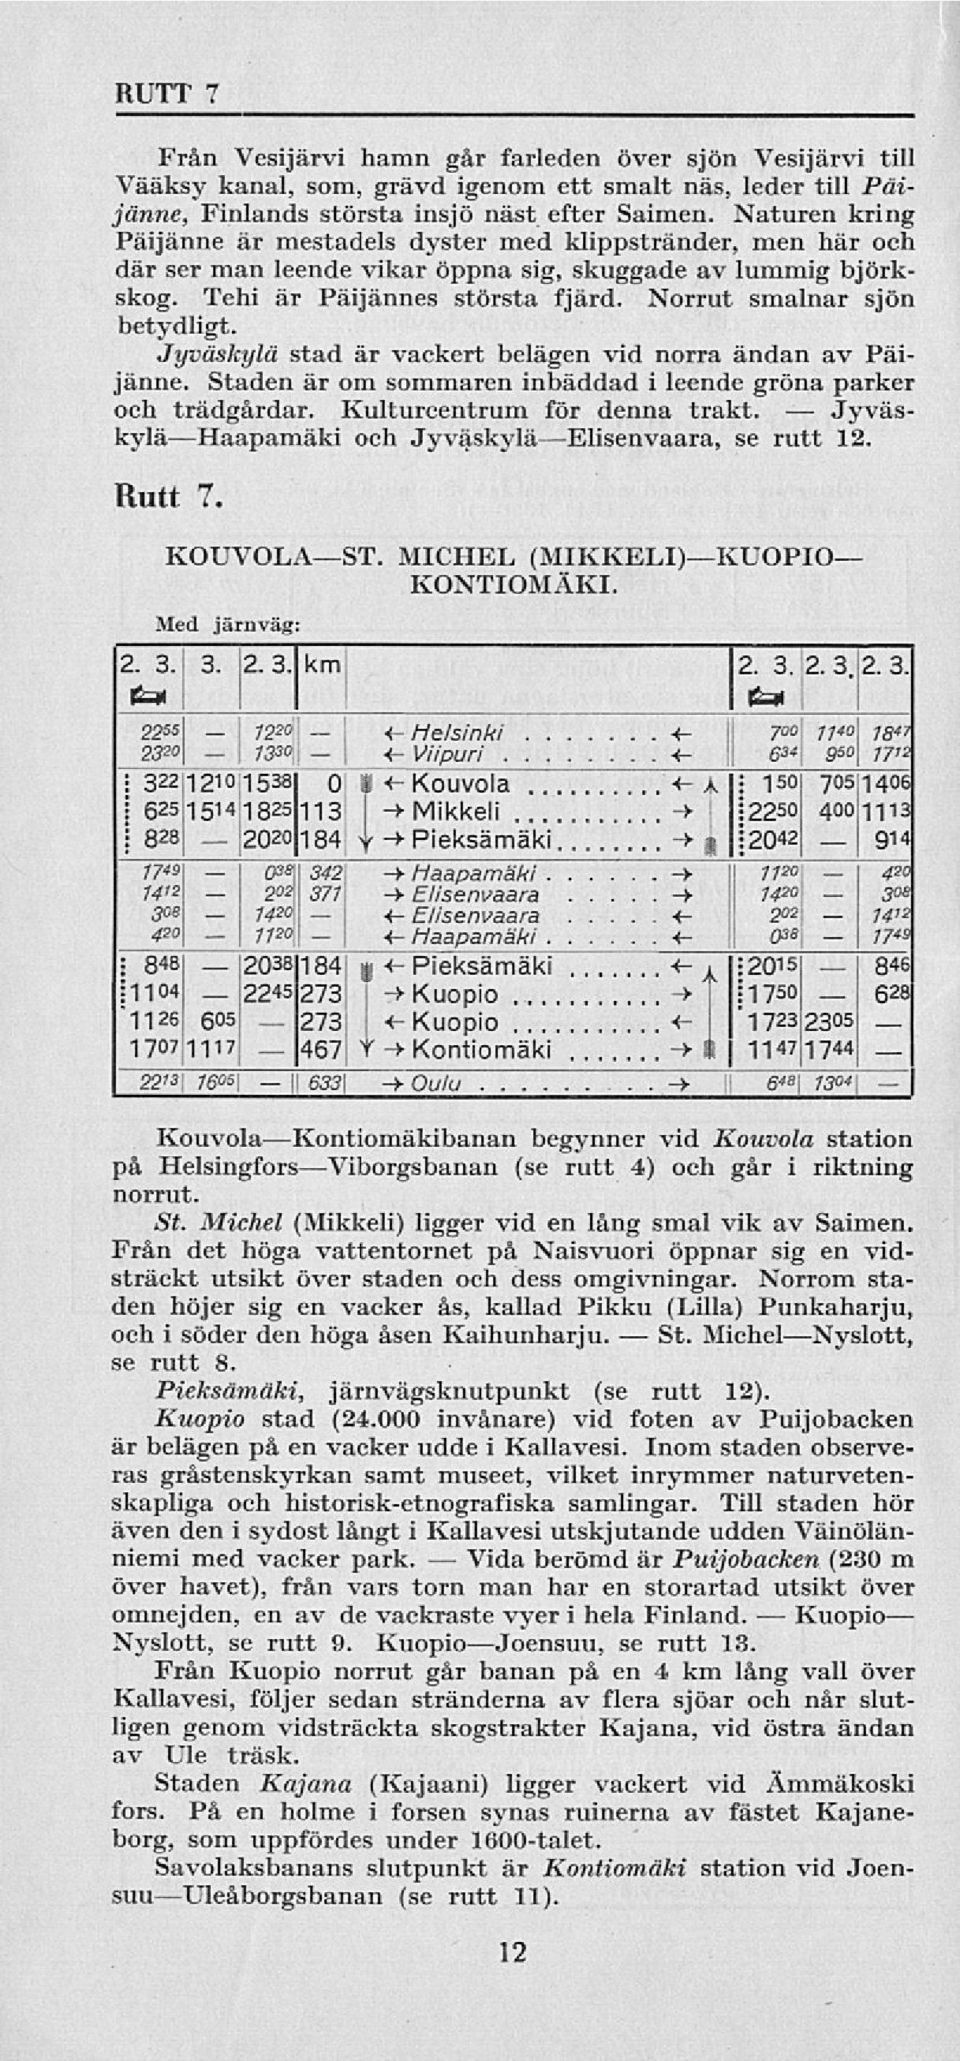 RUTT 7
Från Vesijärvi hamn går farleden över sjön Vesijärvi till
Vääksy kanal, som, grävd igenom ett smalt näs, leder till Päi-
jänne, Finlands största insjö näst efter Saimen. Naturen kring
Päijänne är mestadels dyster med klippstränder, men här och
där ser man leende vikar öppna sig, skuggade av lummig björk-
skog. Tehi är Päijännes största fjärd. Norrut smalnar sjön
betydligt.
Jyväskylä stad är vackert belägen vid norra ändan av Päi-
jänne. Staden är om sommaren inbäddad i leende gröna parker
och trädgårdar. Kulturcentrum för denna trakt. — Jyväs-
kylä—Haapamäki och Jyväskylä—Elisenvaara, se rutt 12.
Rutt 7.
KOUVOLA—ST. MICHEL (MIKKELI)—KUOPIO—
KONTIOMÄKI.
Med järnväg:
2. 3. | 3. | 2. 3. | km | 2. 3. | 2. 3. | 2. 3.
22⁵⁵ | — | 12²⁰ | — | ← Helsinki . . . . . . . ← | 7⁰⁰ | 11⁴⁰ | 18⁴⁷
23²⁰ | — | 13³⁰ | — | ← Viipuri . . . . . . . . ← | 6³⁴ | 9⁵⁰ | 17¹²
3²² | 12¹⁰ | 15³⁸ | 0 | ← Kouvola . . . . . . . . . . ← | 1⁵⁰ | 7⁰⁵ | 14⁰⁶
6²⁵ | 15¹⁴ | 18²⁵ | 113 | → Mikkeli . . . . . . . . . . . → | 22⁵⁰ | 4⁰⁰ | 11¹³
8²⁸ | — | 20²⁰ | 184 | → Pieksämäki . . . . . . . . → | 20⁴² | — | 9¹⁴
17⁴⁹ | — | 0³⁸ | 342 | → Haapamäki . . . . . . → | 11²⁰ | — | 4²⁰
14¹² | — | 2⁰² | 371 | → Elisenvaara . . . . . → | 14²⁰ | — | 3⁰⁸
3⁰⁸ | — | 14²⁰ | — | ← Elisenvaara . . . . . ← | 2⁰² | — | 14¹²
4²⁰ | — | 11²⁰ | — | ← Haapamäki . . . . . . ← | 0³⁸ | — | 17⁴⁹
8⁴⁸ | — | 20³⁸ | 184 | ← Pieksämäki . . . . . . . ← | 20¹⁵ | — | 8⁴⁶
11⁰⁴ | — | 22⁴⁵ | 273 | → Kuopio . . . . . . . . . . . → | 17⁵⁰ | — | 6²⁸
11²⁶ | 6⁰⁵ | — | 273 | ← Kuopio . . . . . . . . . . . ← | 17²³ | 23⁰⁵ | —
17⁰⁷ | 11¹⁷ | — | 467 | → Kontiomäki . . . . . . . → | 11⁴⁷ | 17⁴⁴ | —
22¹³ | 16⁰⁵ | — | 633 | → Oulu . . . . . . . . . → | 6⁴⁸ | 13⁰⁴ | —
Kouvola—Kontiomäkibanan begynner vid Kouvola station
på Helsingfors—Viborgsbanan (se rutt 4) och går i riktning
norrut.
St. Michel (Mikkeli) ligger vid en lång smal vik av Saimen.
Från det höga vattentornet på Naisvuori öppnar sig en vid-
sträckt utsikt över staden och dess omgivningar. Norrom sta-
den höjer sig en vacker ås, kallad Pikku (Lilla) Punkaharju,
och i söder den höga åsen Kaihunharju. — St. Michel—Nyslott,
se rutt 8.
Pieksämäki, järnvägsknutpunkt (se rutt 12).
Kuopio stad (24.000 invånare) vid foten av Puijobacken
är belägen på en vacker udde i Kallavesi. Inom staden observe-
ras gråstenskyrkan samt museet, vilket inrymmer naturveten-
skapliga och historisk-etnografiska samlingar. Till staden hör
även den i sydost långt i Kallavesi utskjutande udden Väinölän-
niemi med vacker park. — Vida berömd är Puijobacken (230 m
över havet), från vars torn man har en storartad utsikt över
omnejden, en av de vackraste vyer i hela Finland. — Kuopio—
Nyslott, se rutt 9. Kuopio—Joensuu, se rutt 13.
Från Kuopio norrut går banan på en 4 km lång vall över
Kallavesi, följer sedan stränderna av flera sjöar och når slut-
ligen genom vidsträckta skogstrakter Kajana, vid östra ändan
av Ule träsk.
Staden Kajana (Kajaani) ligger vackert vid Ämmäkoski
fors. På en holme i forsen synas ruinerna av fästet Kajane-
borg, som uppfördes under 1600-talet.
Savolaksbanans slutpunkt är Kontiomäki station vid Joen-
suu—Uleåborgsbanan (se rutt 11).
12